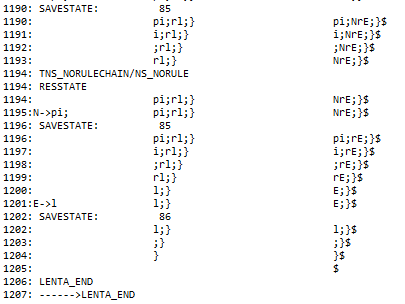 1190: SAVESTATE:         85
1190:                 pi;rl;}                 pi;NrE;}$
1191:                 i;rl;}                  i;NrE;}$
1192:                 ;rl;}                   ;NrE;}$
1193:                 rl;}                    NrE;}$
1194: TNS_NORULECHAIN/NS_NORULE
1194: RESSTATE
1194:                 pi;rl;}                 NrE;}$
1195:N->pi;            pi;rl;}                 NrE;}$
1196: SAVESTATE:         85
1196:                 pi;rl;}                 pi;rE;}$
1197:                 i;rl;}                  i;rE;}$
1198:                 ;rl;}                   ;rE;}$
1199:                 rl;}                    rE;}$
1200:                 l;}                     E;}$
1201:E->l              l;}                     E;}$
1202: SAVESTATE:         86
1202:                 l;}                     l;}$
1203:                 ;}                      ;}$
1204:                 }                       }$
1205:                                         $
1206: LENTA_END
1207: ------>LENTA_END